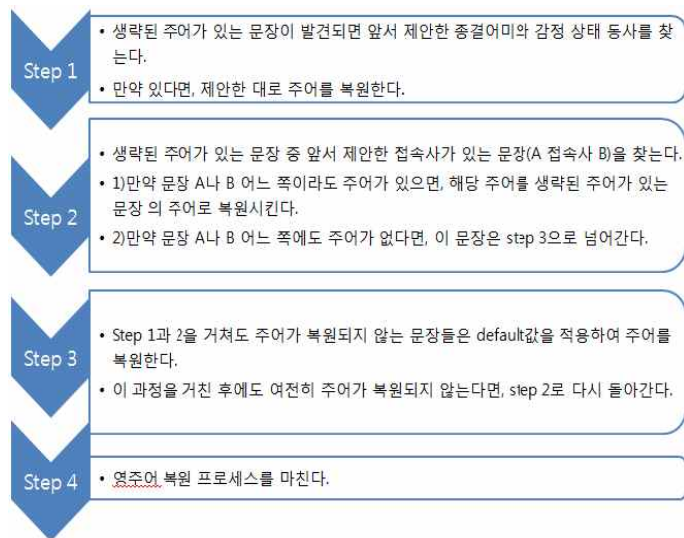 Step 1
• 생략된 주어가 있는 문장이 발견되면 앞서 제안한 종결어미와 감정 상태 동사를 찾
는다.
• 만약 있다면, 제안한 대로 주어를 복원한다.
Step 2
• 생략된 주어가 있는 문장 중 앞서 제안한 접속사가 있는 문장(A 접속사 B)을 찾는다.
• 1)만약 문장 A나 B 어느 쪽이라도 주어가 있으면, 해당 주어를 생략된 주어가 있는
문장 의 주어로 복원시킨다.
• 2)만약 문장 A나 B 어느 쪽에도 주어가 없다면, 이 문장은 step 3으로 넘어간다.
Step 3
• Step 1과 2을 거쳐도 주어가 복원되지 않는 문장들은 default값을 적용하여 주어를
복원한다.
• 이 과정을 거친 후에도 여전히 주어가 복원되지 않는다면, step 2로 다시 돌아간다.
Step 4
• 영주어 복원 프로세스를 마친다.